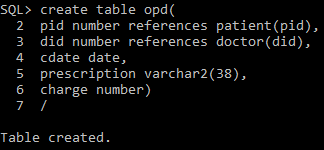 SQL> create table opd(
2 pid number references patient(pid),
3 did number references doctor(did),
4 cdate date,
5 prescription varchar2(38),
6 charge number)
7 /
Table created.